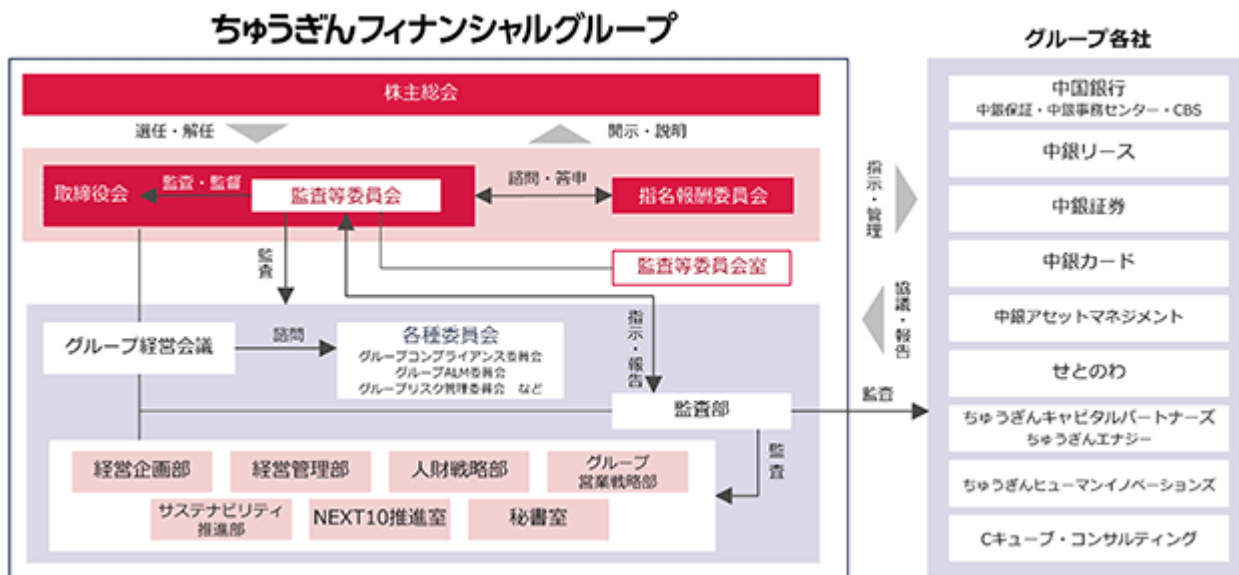 ちゅうぎんフィナンシャルグループ
株主総会
選任・解任
開示・説明
取締役会
監査・監督
監査等委員会
諮問・答申
指名報酬委員会
監査
監査等委員会室
グループ経営会議
諮問
各種委員会
グループコンプライアンス委員会
グループALM委員会
グループリスク管理委員会 など
指示・報告
監査部
監査
監査
経営企画部
経営管理部
人財戦略部
グループ
営業戦略部
サステナビリティ
推進部
NEXT10推進室
秘書室
指示・管理
協議・報告
グループ各社
中国銀行
中銀保証・中銀事務センター・CBS
中銀リース
中銀証券
中銀カード
中銀アセットマネジメント
せとのわ
ちゅうぎんキャピタルパートナーズ
ちゅうぎんエナジー
ちゅうぎんヒューマンイノベーションズ
Cキューブ・コンサルティング